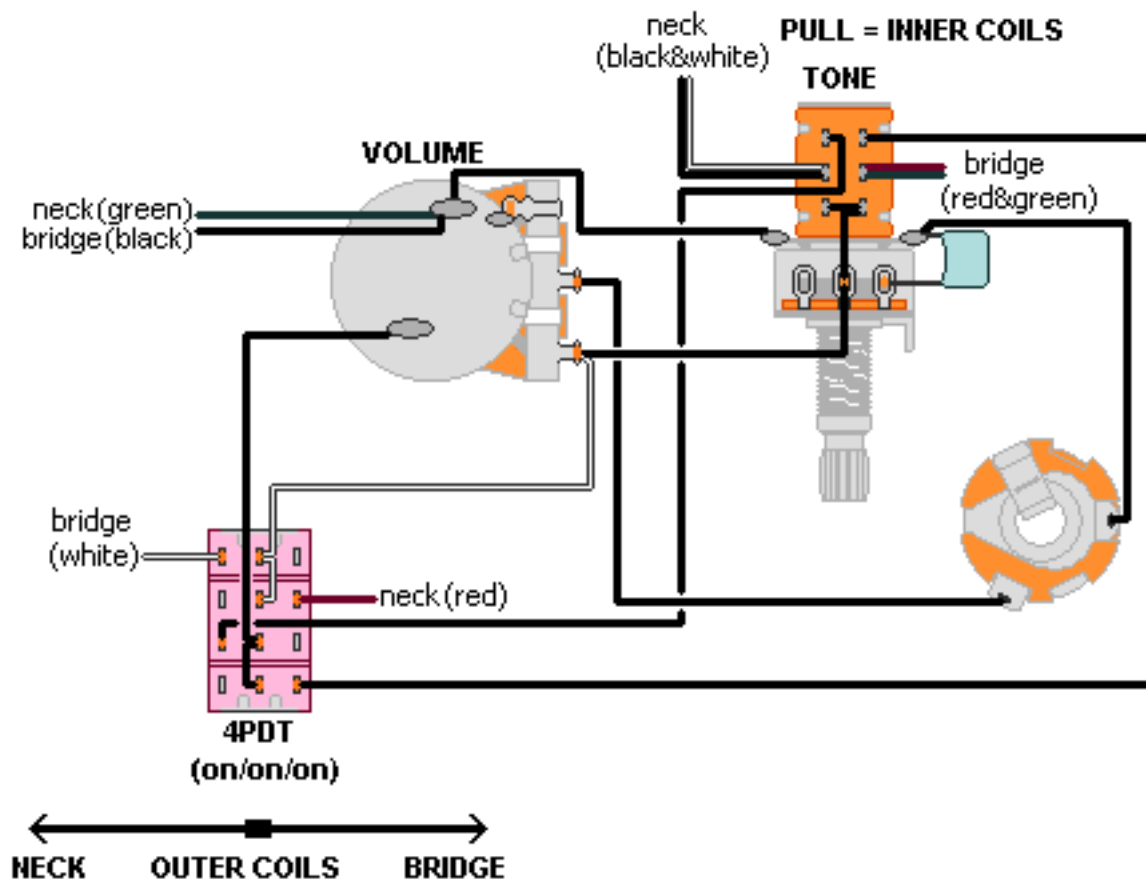 neck
(black&white)
PULL = INNER COILS
TONE
VOLUME
bridge
(red&green)
neck(green)
bridge(black)
bridge
(white)
neck(red)
4PDT
(on/on/on)
NECK OUTER COILS BRIDGE